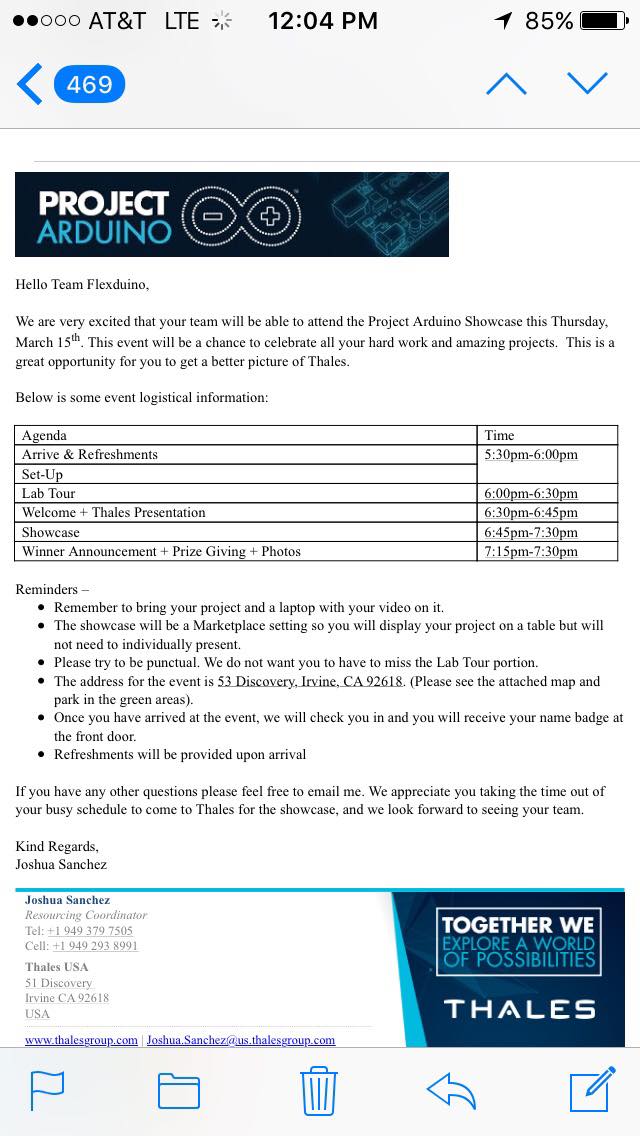 AT&T LTE 12:04 PM 85%
469
PROJECT
ARDUINO
Hello Team Flexduino,
We are very excited that your team will be able to attend the Project Arduino Showcase this Thursday,
March 15th. This event will be a chance to celebrate all your hard work and amazing projects.  This is a
great opportunity for you to get a better picture of Thales.
Below is some event logistical information:
Agenda Time
Arrive & Refreshments 5:30pm-6:00pm
Set-Up
Lab Tour 6:00pm-6:30pm
Welcome + Thales Presentation 6:30pm-6:45pm
Showcase 6:45pm-7:30pm
Winner Announcement + Prize Giving + Photos 7:15pm-7:30pm
Reminders –
• Remember to bring your project and a laptop with your video on it.
• The showcase will be a Marketplace setting so you will display your project on a table but will
not need to individually present.
• Please try to be punctual. We do not want you to have to miss the Lab Tour portion.
• The address for the event is 53 Discovery, Irvine, CA 92618. (Please see the attached map and
park in the green areas).
• Once you have arrived at the event, we will check you in and you will receive your name badge at
the front door.
• Refreshments will be provided upon arrival
If you have any other questions please feel free to email me. We appreciate you taking the time out of
your busy schedule to come to Thales for the showcase, and we look forward to seeing your team.
Kind Regards,
Joshua Sanchez
Joshua Sanchez
Resourcing Coordinator
Tel: +1 949 379 7505
Cell: +1 949 293 8991
Thales USA
51 Discovery
Irvine CA 92618
USA
www.thalesgroup.com | Joshua.Sanchez@us.thalesgroup.com
TOGETHER WE
EXPLORE A WORLD
OF POSSIBILITIES
THALES